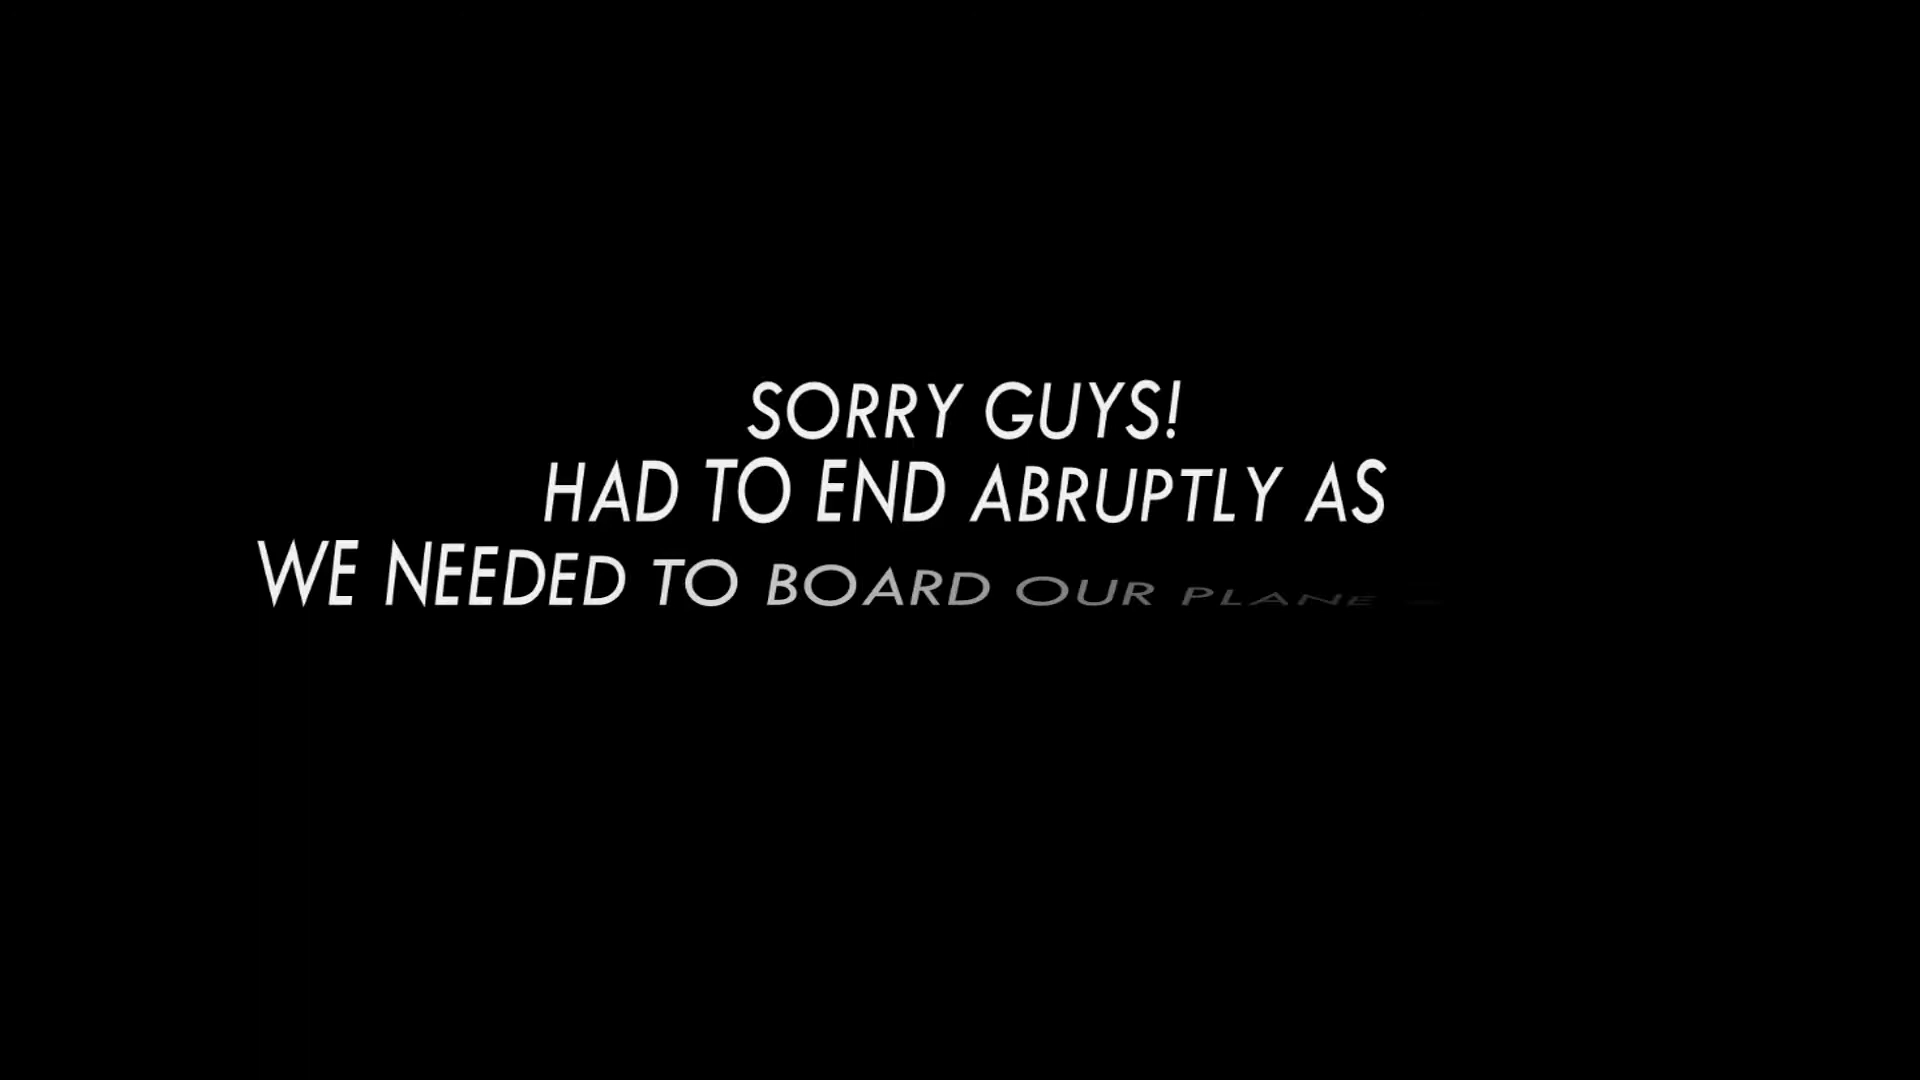 SORRY GUYS!
HAD TO END ABRUPTLY AS
WE NEEDED TO BOARD OUR PLANE